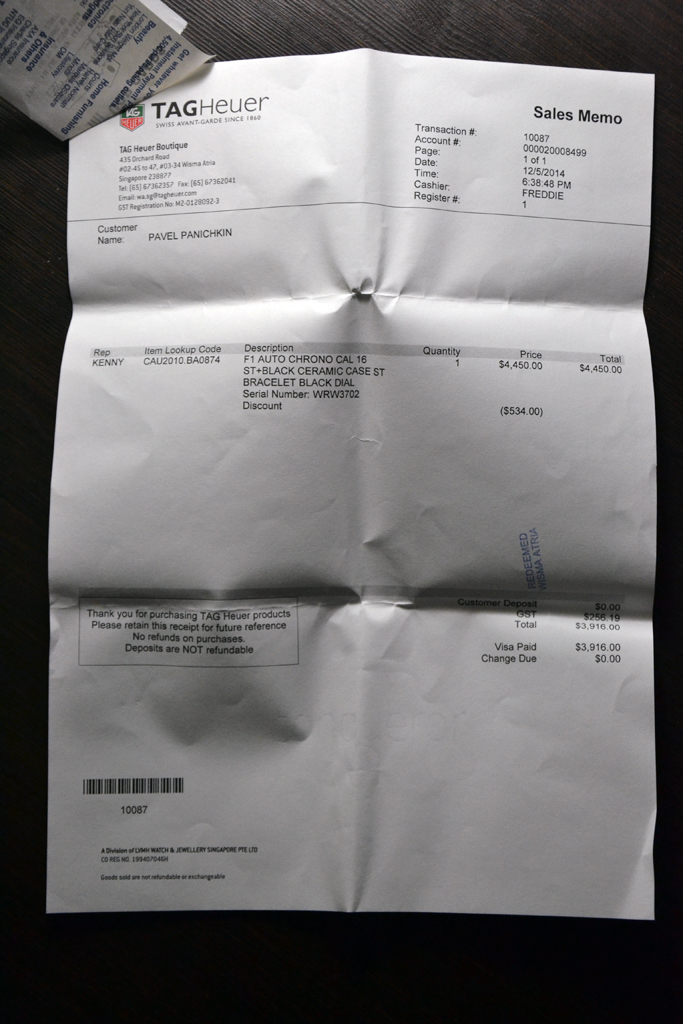 TAG HEUER
TAGHeuer
SWISS AVANT-GARDE SINCE 1860
Sales Memo
TAG Heuer Boutique
435 Orchard Road
#02-45 to 47, #03-34 Wisma Atria
Singapore 238877
Tel: (65) 67362357 Fax: (65) 67362041
Email: wa.sg@tagheuer.com
GST Registration No: M2-0128092-3
Transaction #: 10087
Account #: 000020008499
Page: 1 of 1
Date: 12/5/2014
Time: 6:38:48 PM
Cashier: FREDDIE
Register #: 1
Customer
Name: PAVEL PANICHKIN
Rep Item Lookup Code Description Quantity Price Total
KENNY CAU2010.BA0874 F1 AUTO CHRONO CAL 16 1 $4,450.00 $4,450.00
ST+BLACK CERAMIC CASE ST
BRACELET BLACK DIAL
Serial Number: WRW3702
Discount ($534.00)
REDEEMED
WISMA ATRIA
Thank you for purchasing TAG Heuer products
Please retain this receipt for future reference
No refunds on purchases.
Deposits are NOT refundable
Customer Deposit $0.00
GST $256.19
Total $3,916.00
Visa Paid $3,916.00
Change Due $0.00
10087
A Division of LVMH WATCH & JEWELLERY SINGAPORE PTE LTD
CO REG NO. 199407046H
Goods sold are not refundable or exchangeable
Home Furnishing
Insurance